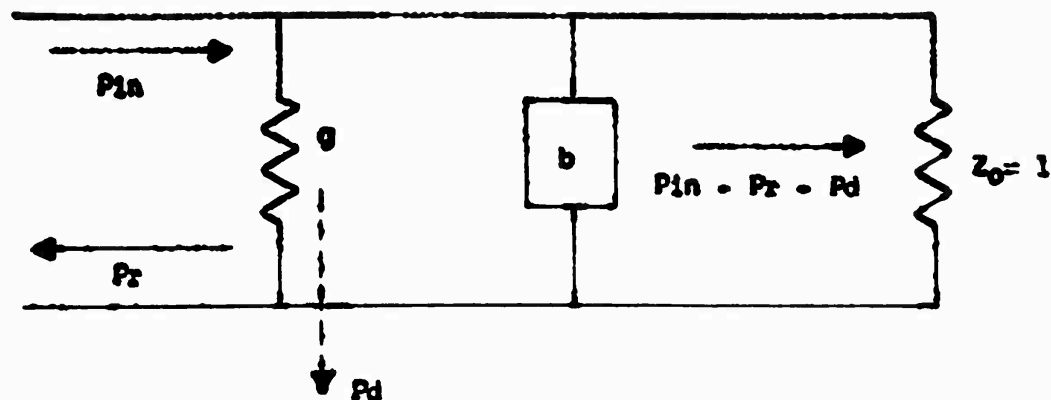 Pin
g
b
Pin - Pr - Pd
Z₀= 1
Pr
Pd